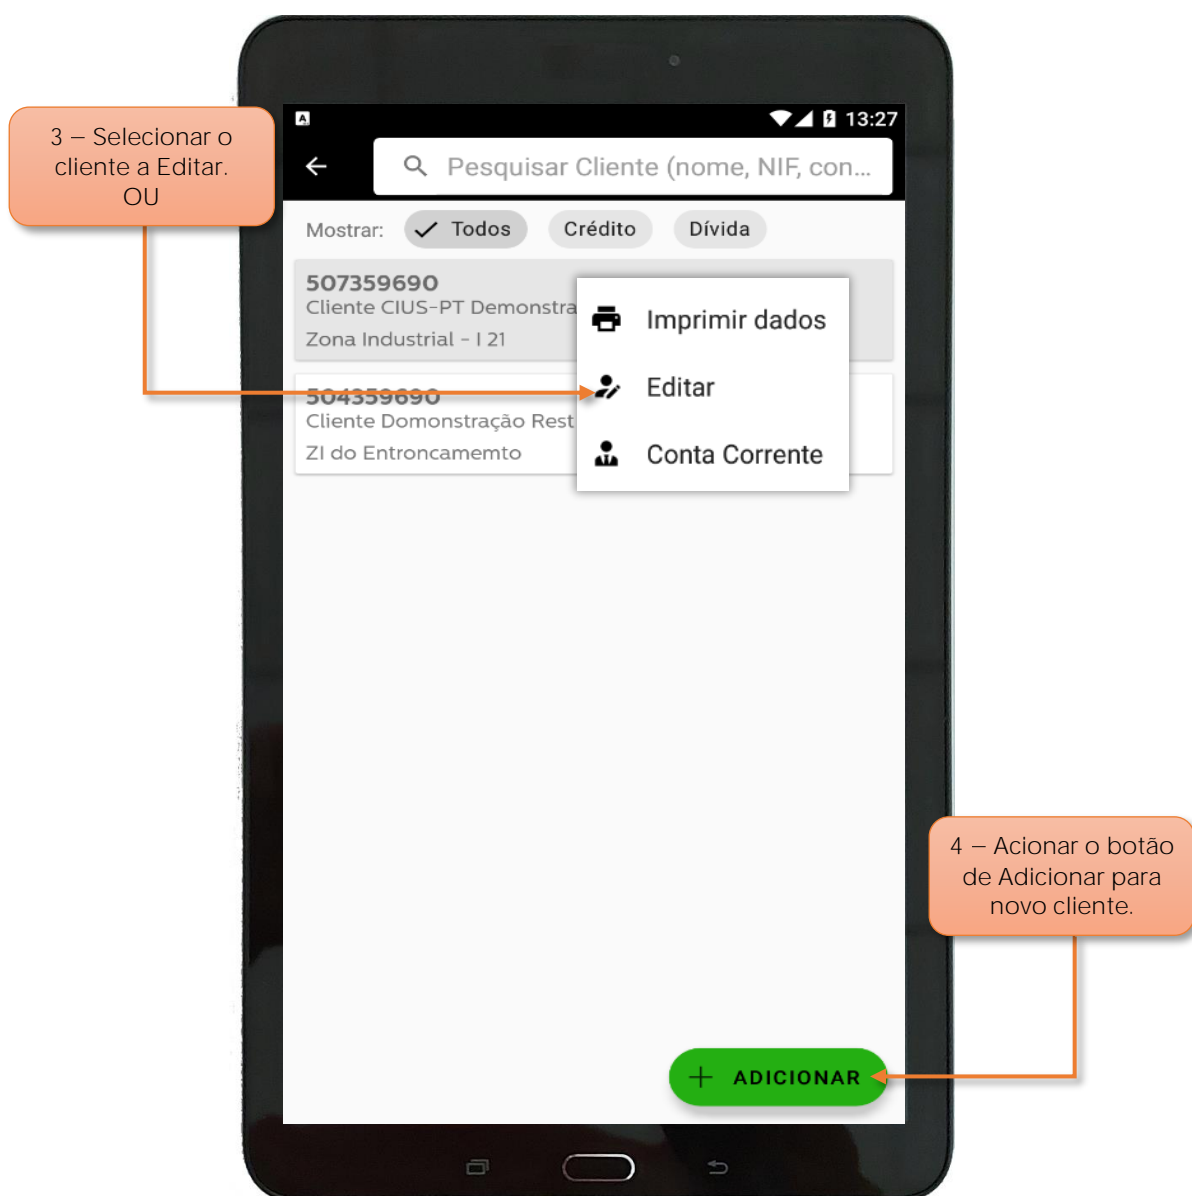 3 – Selecionar o
cliente a Editar.
OU
A
13:27
Pesquisar Cliente (nome, NIF, con...
Mostrar:
Todos
Crédito
Dívida
507359690
Cliente CIUS-PT Demonstra
Zona Industrial - I 21
Imprimir dados
Editar
Conta Corrente
504359690
Cliente Domonstração Rest
ZI do Entroncamemto
4 – Acionar o botão
de Adicionar para
novo cliente.
ADICIONAR